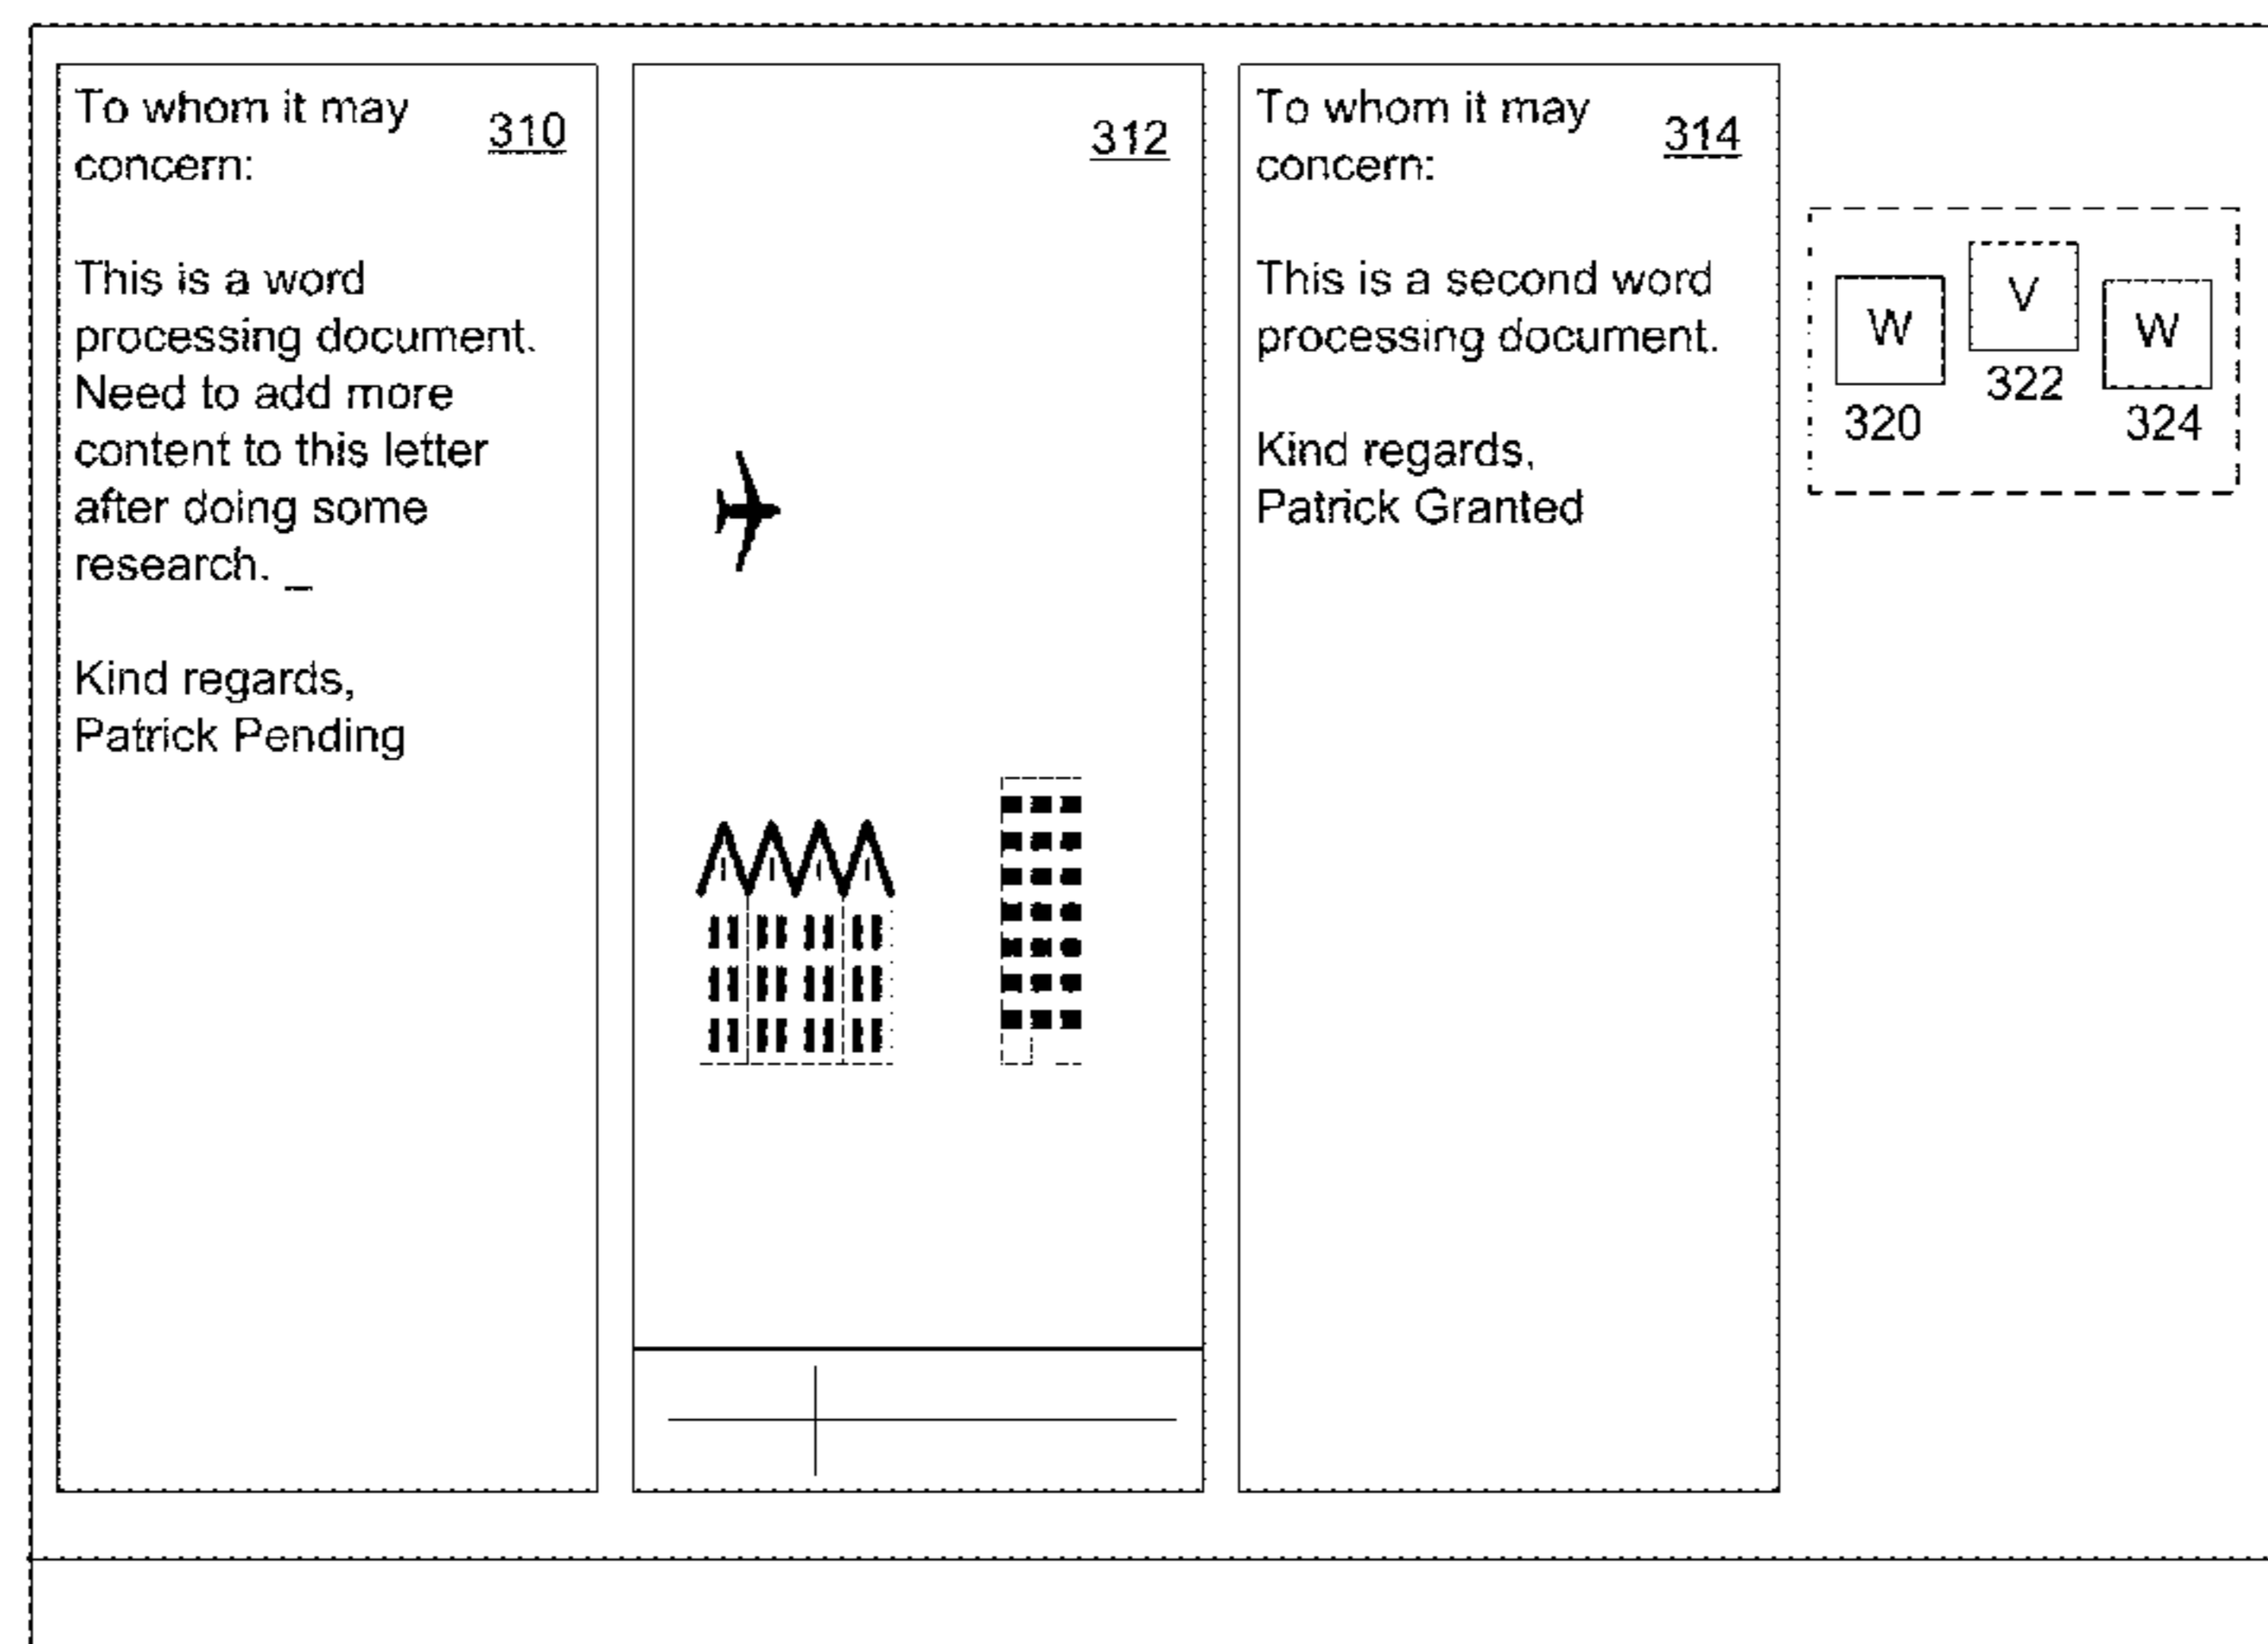 To whom it may
concern:
310
This is a word
processing document.
Need to add more
content to this letter
after doing some
research. _
Kind regards,
Patrick Pending
312
To whom it may
concern:
314
This is a second word
processing document.
Kind regards,
Patrick Granted
W
V
W
320
322
324